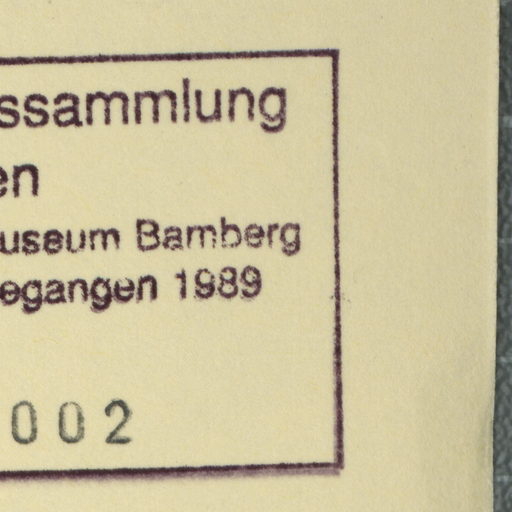 ssammlung
en
useum Bamberg
egangen 1989
002